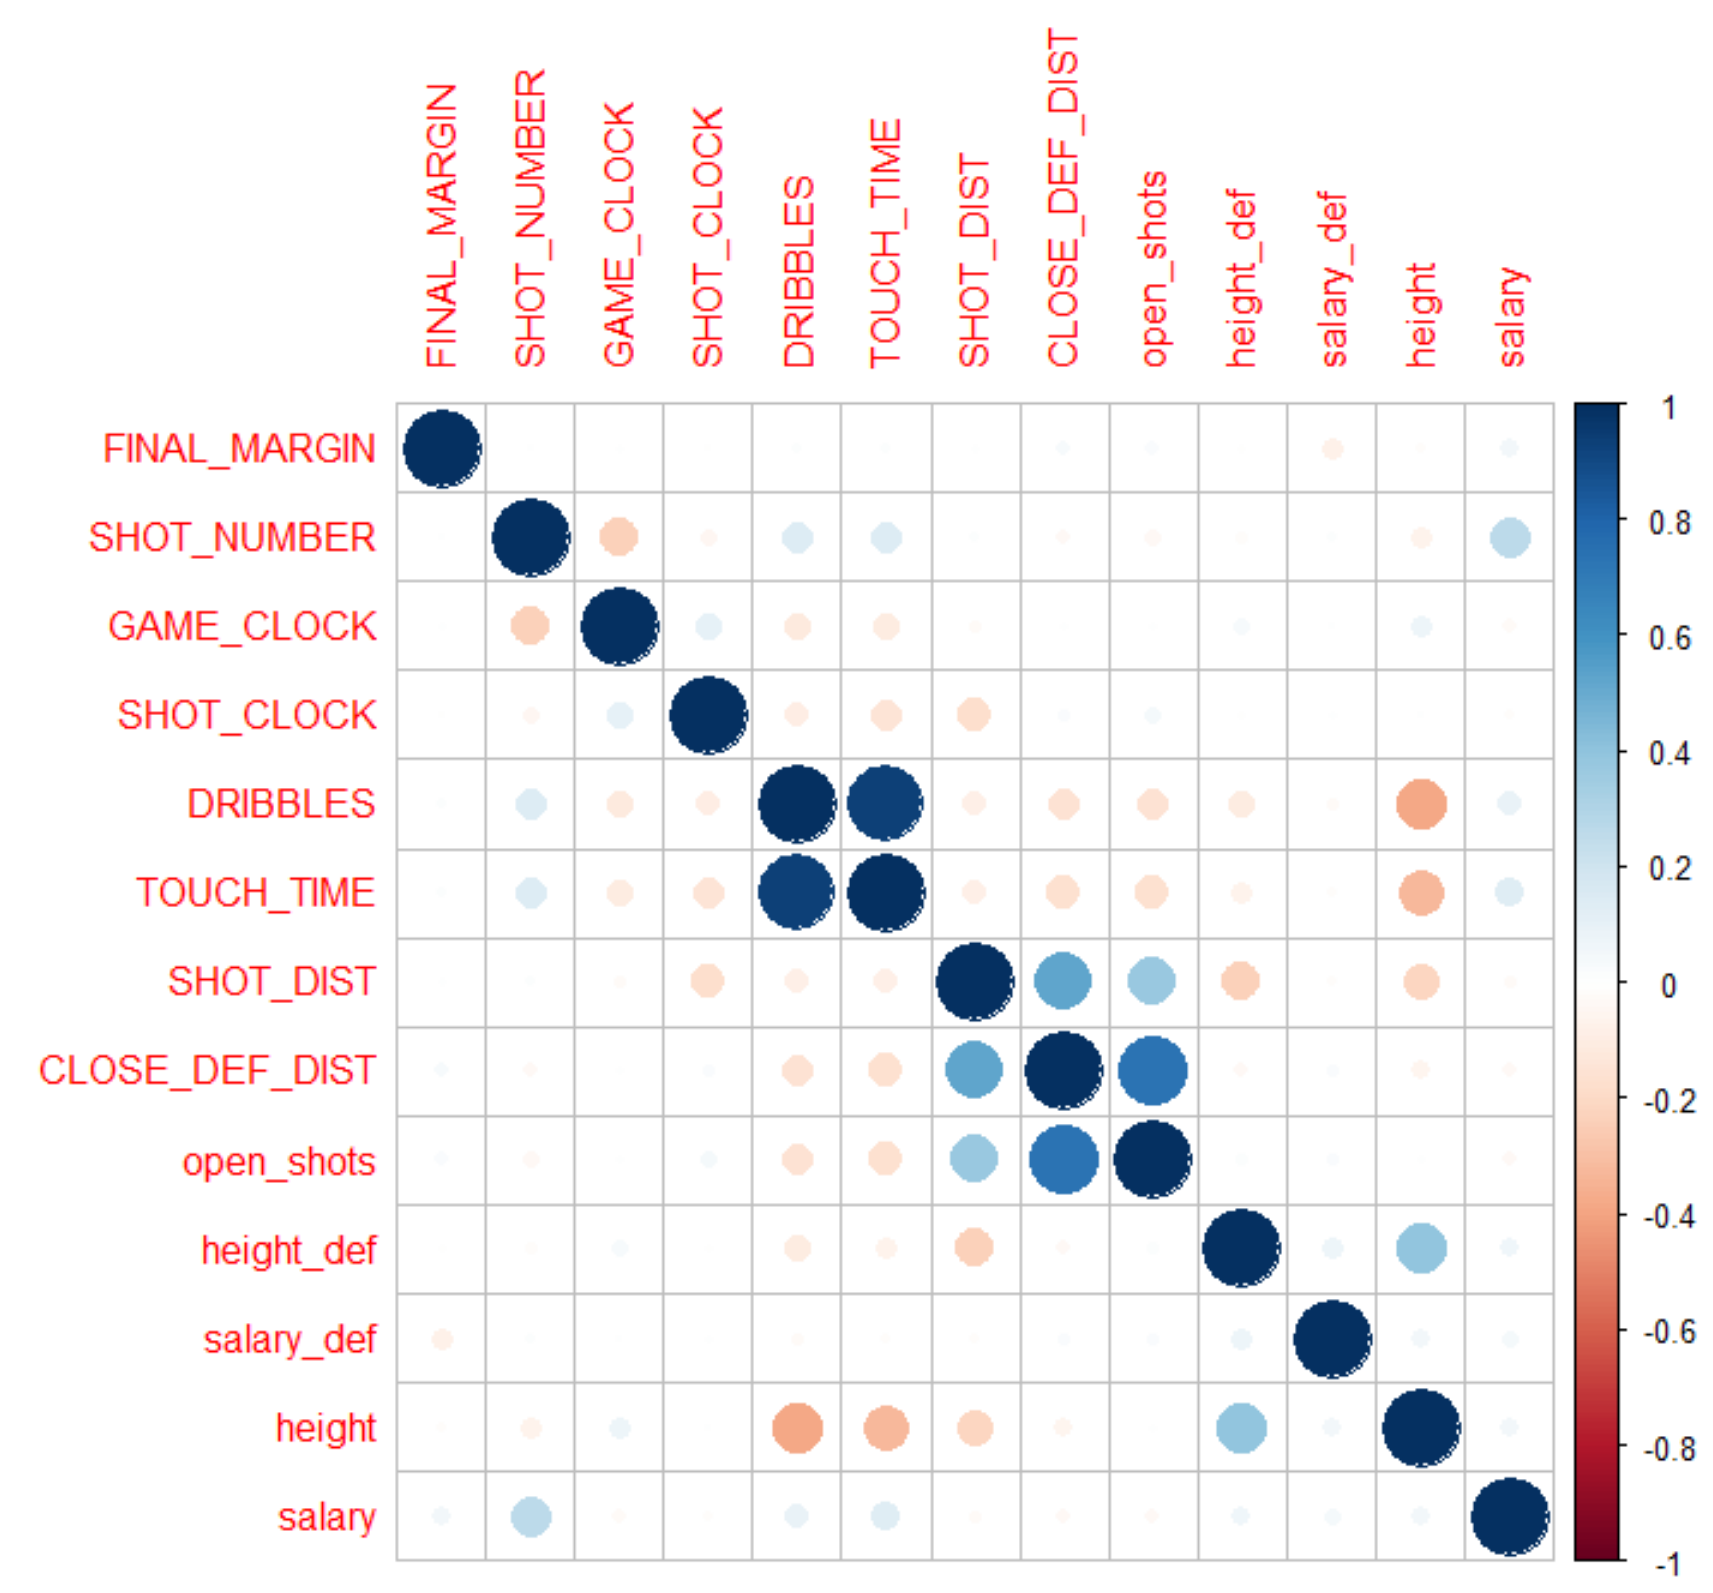 FINAL_MARGIN
SHOT_NUMBER
GAME_CLOCK
SHOT_CLOCK
DRIBBLES
TOUCH_TIME
SHOT_DIST
CLOSE_DEF_DIST
open_shots
height_def
salary_def
height
salary
FINAL_MARGIN
SHOT_NUMBER
GAME_CLOCK
SHOT_CLOCK
DRIBBLES
TOUCH_TIME
SHOT_DIST
CLOSE_DEF_DIST
open_shots
height_def
salary_def
height
salary
1
0.8
0.6
0.4
0.2
0
-0.2
-0.4
-0.6
-0.8
-1